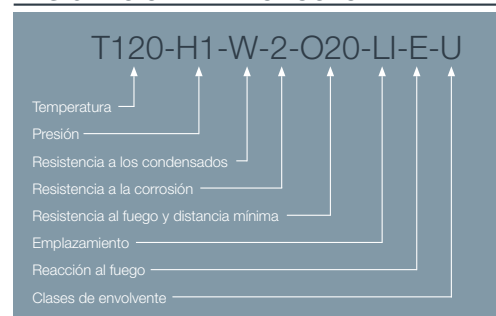 T120-H1-W-2-O20-LI-E-U
Temperatura
Presión
Resistencia a los condensados
Resistencia a la corrosión
Resistencia al fuego y distancia mínima
Emplazamiento
Reacción al fuego
Clases de envolvente